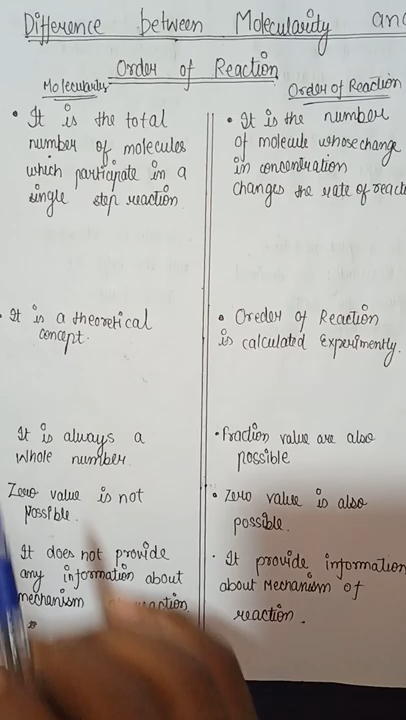 Difference between Molecularity and
Order of Reaction
Molecularity
• It is the total
number of molecules
which participate in a
single step reaction
• It is a theoretical
concept.
It is always a
whole number
Zero value is not
possible.
It does not provide
any information about
mechanism reaction
Order of Reaction
• It is the number
of molecule whose change
in concentration
changes the rate of react
• Oreder of Reaction
is calculated Experimently.
• Fraction value are also
possible
• Zero value is also
possible.
• It provide information
about Mechanism of
reaction.